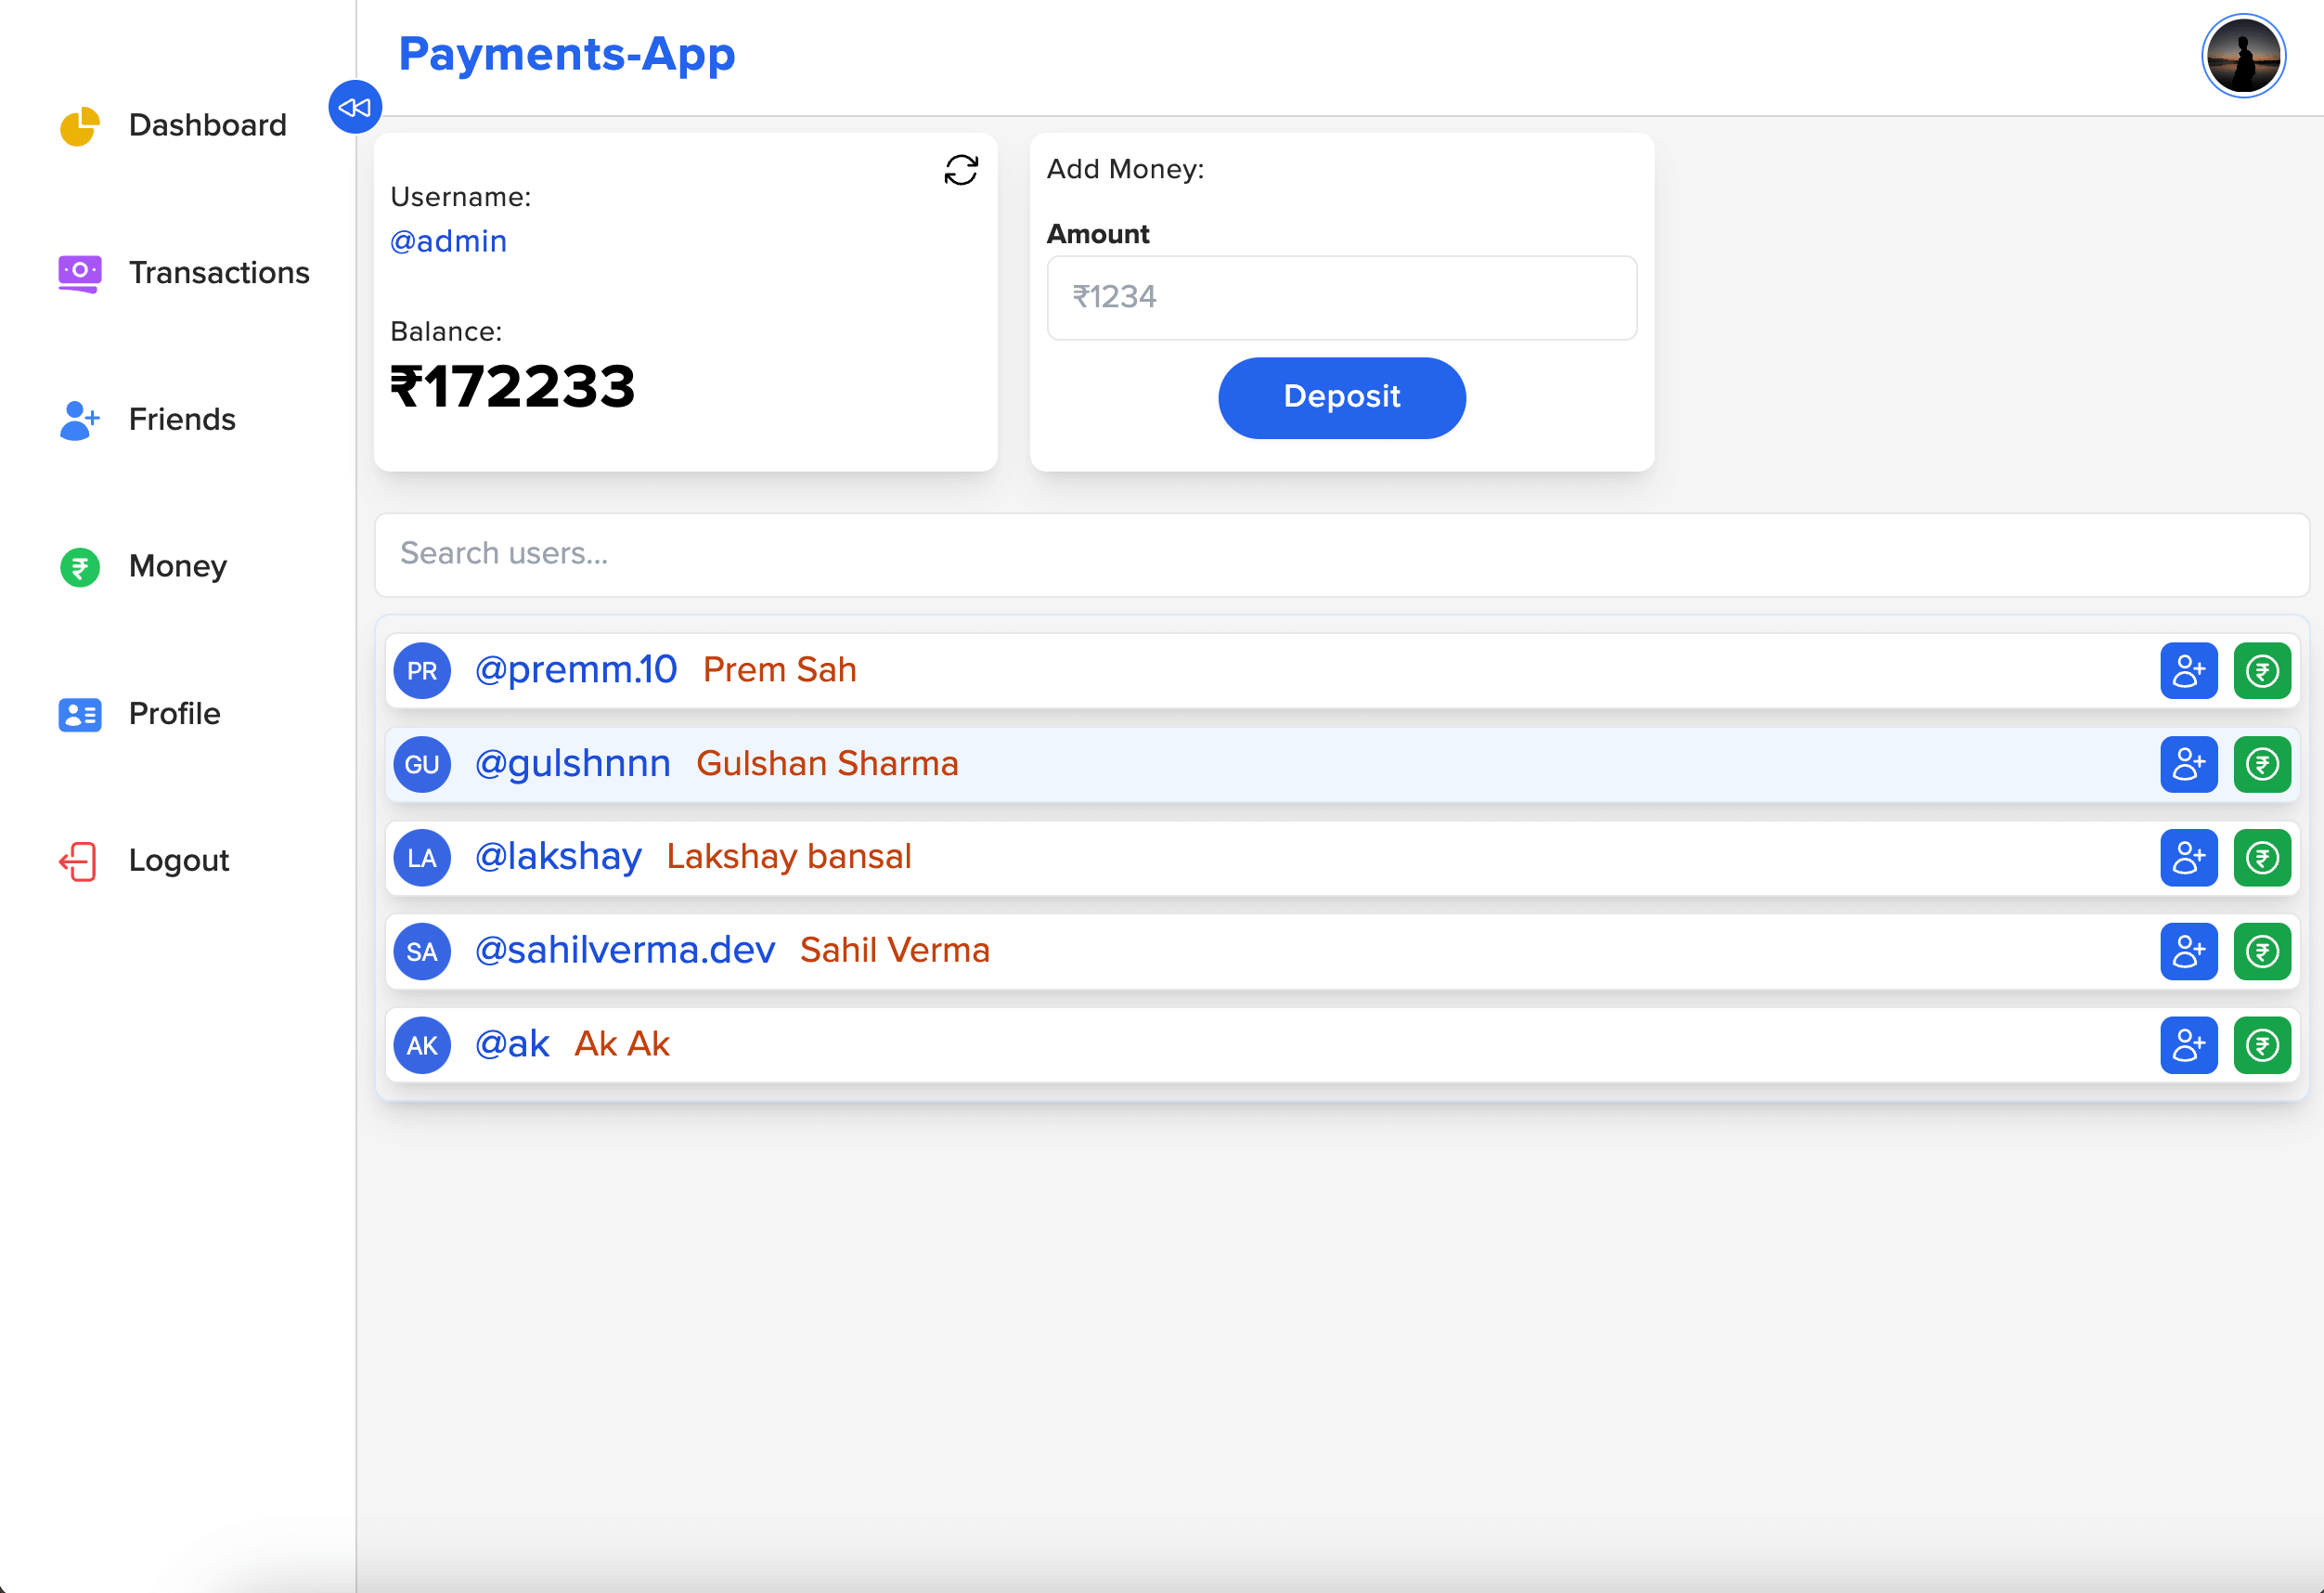 Payments-App
Dashboard
Transactions
Friends
Money
Profile
Logout
Username:
@admin
Balance:
₹172233
Add Money:
Amount
₹1234
Deposit
Search users...
PR @premm.10 Prem Sah
GU @gulshnnn Gulshan Sharma
LA @lakshay Lakshay bansal
SA @sahilverma.dev Sahil Verma
AK @ak Ak Ak